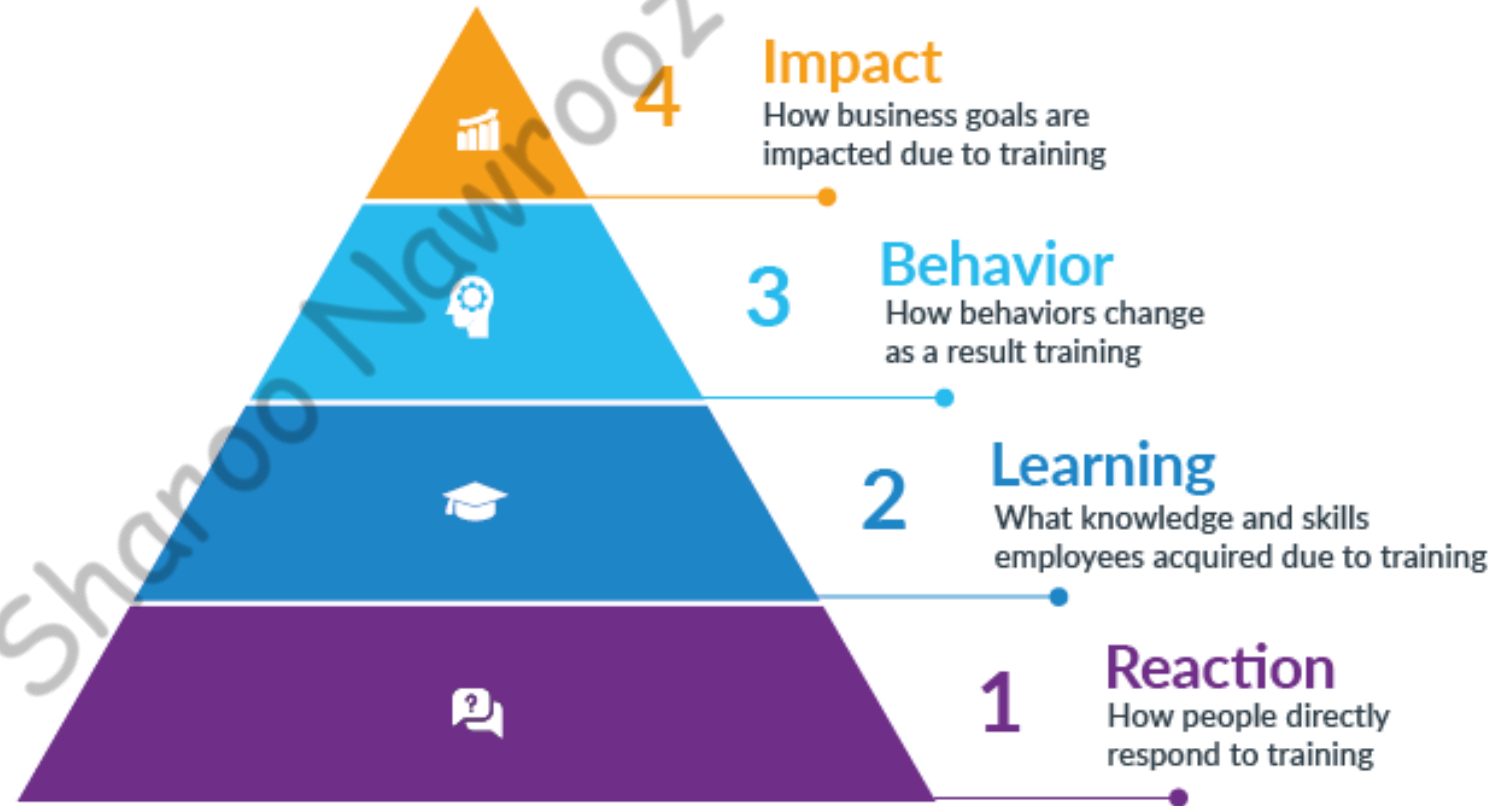 4
Impact
How business goals are
impacted due to training
3
Behavior
How behaviors change
as a result training
2
Learning
What knowledge and skills
employees acquired due to training
?
1
Reaction
How people directly
respond to training
Sharoo Nawrooz